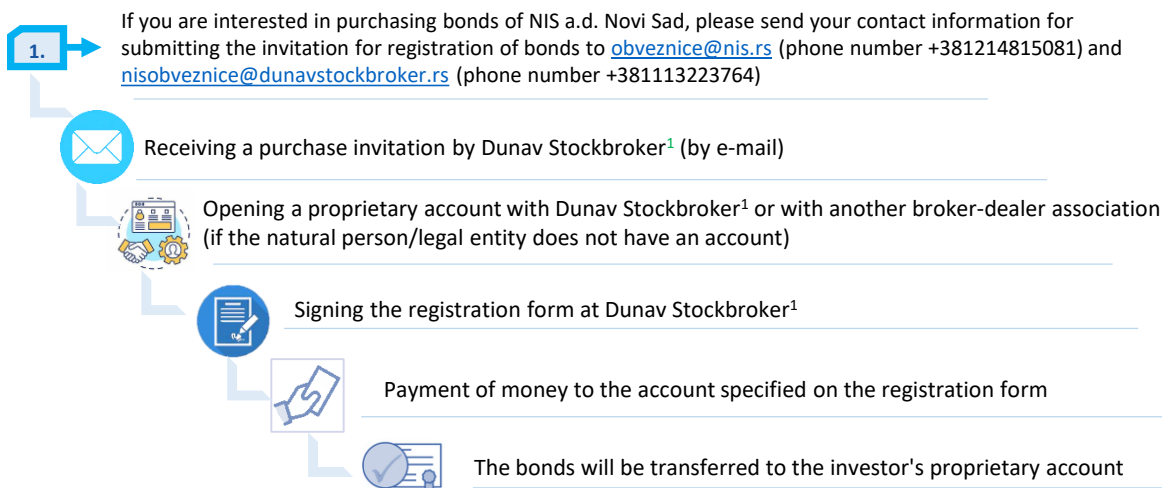 If you are interested in purchasing bonds of NIS a.d. Novi Sad, please send your contact information for
1. submitting the invitation for registration of bonds to obveznice@nis.rs (phone number +381214815081) and
nisobveznice@dunavstockbroker.rs (phone number +381113223764)
Receiving a purchase invitation by Dunav Stockbroker1 (by e-mail)
Opening a proprietary account with Dunav Stockbroker1 or with another broker-dealer association
(if the natural person/legal entity does not have an account)
Signing the registration form at Dunav Stockbroker1
Payment of money to the account specified on the registration form
The bonds will be transferred to the investor's proprietary account